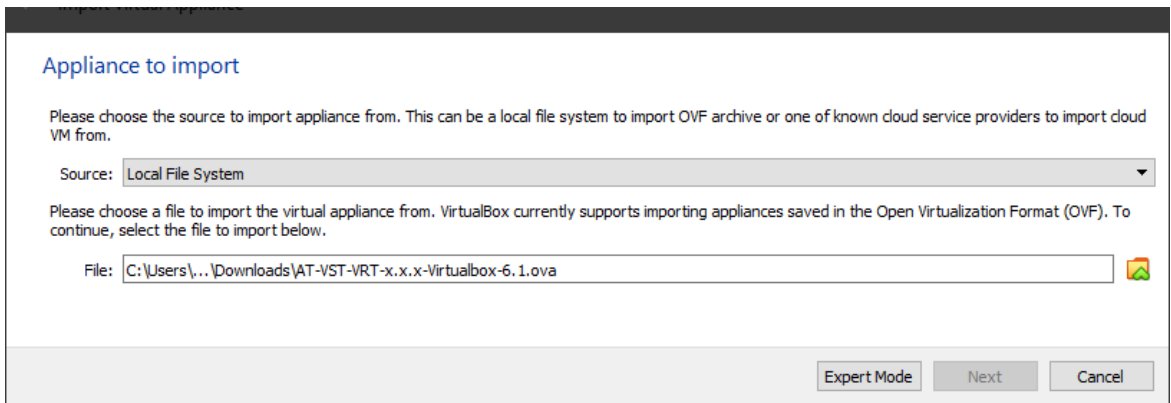 Import Virtual Appliance
Appliance to import
Please choose the source to import appliance from. This can be a local file system to import OVF archive or one of known cloud service providers to import cloud
VM from.
Source: Local File System
Please choose a file to import the virtual appliance from. VirtualBox currently supports importing appliances saved in the Open Virtualization Format (OVF). To
continue, select the file to import below.
File: C:\Users\...\Downloads\AT-VST-VRT-x.x.x-Virtualbox-6.1.ova
Expert Mode Next Cancel